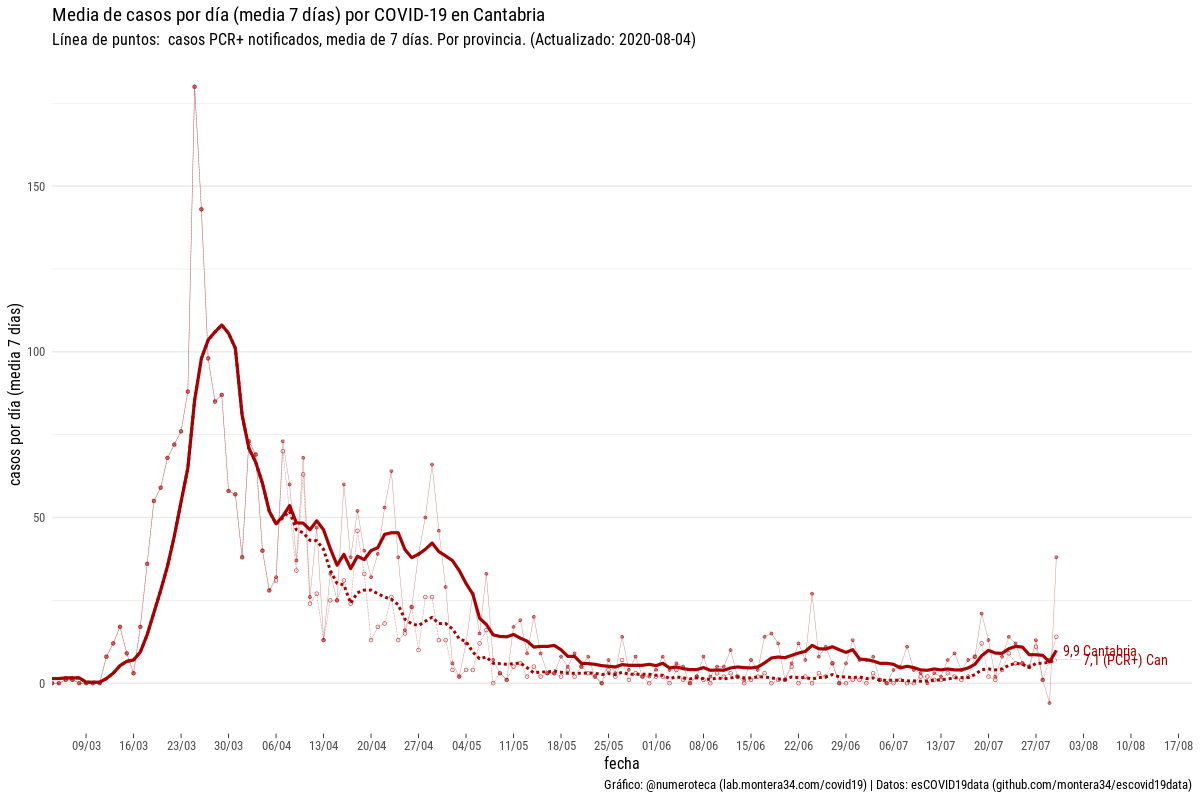 Media de casos por día (media 7 días) por COVID-19 en Cantabria
Línea de puntos:  casos PCR+ notificados, media de 7 días. Por provincia. (Actualizado: 2020-08-04)
casos por día (media 7 días)
150
100
50
0
9,9 Cantabria
7,1 (PCR+) Can
09/03 16/03 23/03 30/03 06/04 13/04 20/04 27/04 04/05 11/05 18/05 25/05 01/06 08/06 15/06 22/06 29/06 06/07 13/07 20/07 27/07 03/08 10/08 17/08
fecha
Gráfico: @numeroteca (lab.montera34.com/covid19) | Datos: esCOVID19data (github.com/montera34/escovid19data)